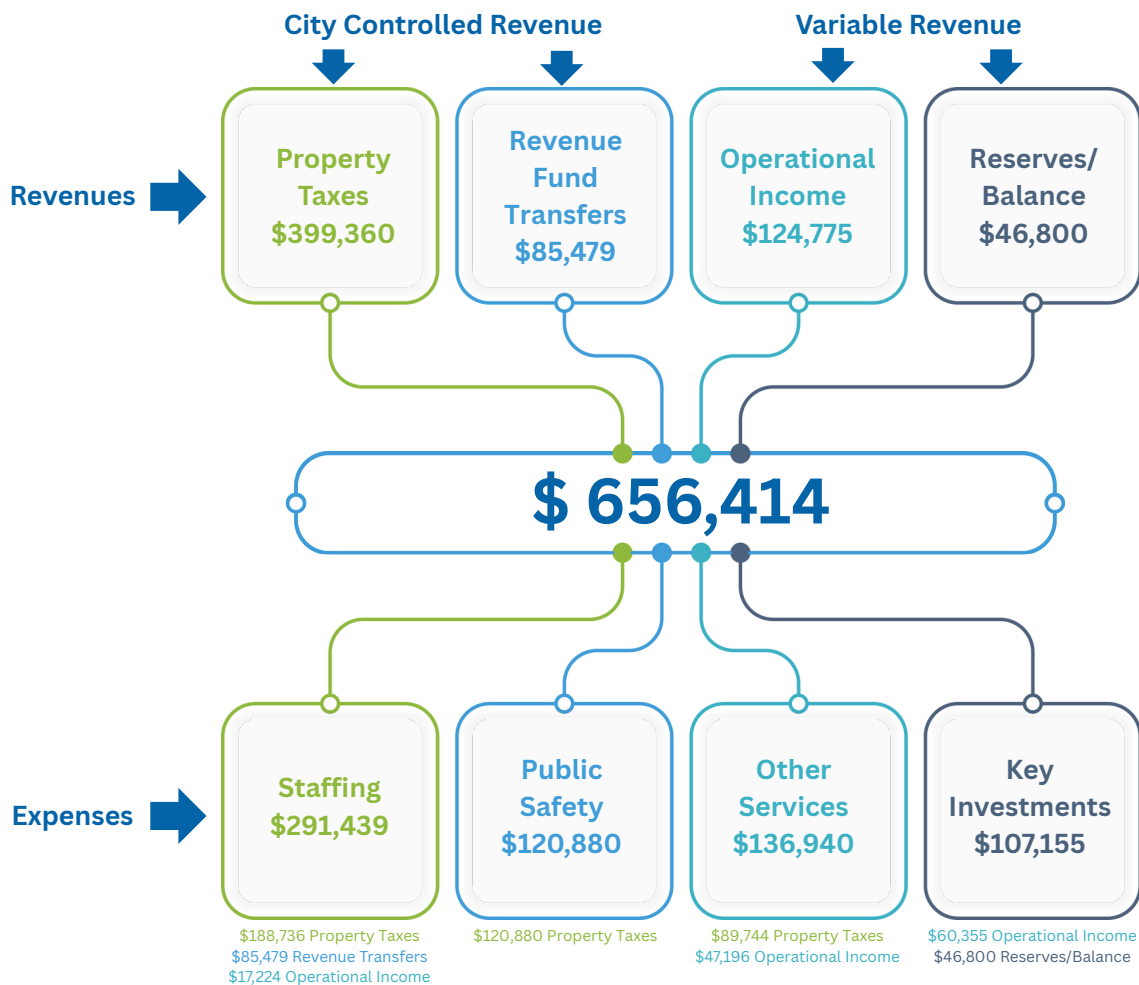 City Controlled Revenue
Variable Revenue
Revenues
Property
Taxes
$399,360
Revenue
Fund
Transfers
$85,479
Operational
Income
$124,775
Reserves/
Balance
$46,800
$ 656,414
Expenses
Staffing
$291,439
Public
Safety
$120,880
Other
Services
$136,940
Key
Investments
$107,155
$188,736 Property Taxes
$85,479 Revenue Transfers
$17,224 Operational Income
$120,880 Property Taxes
$89,744 Property Taxes
$47,196 Operational Income
$60,355 Operational Income
$46,800 Reserves/Balance